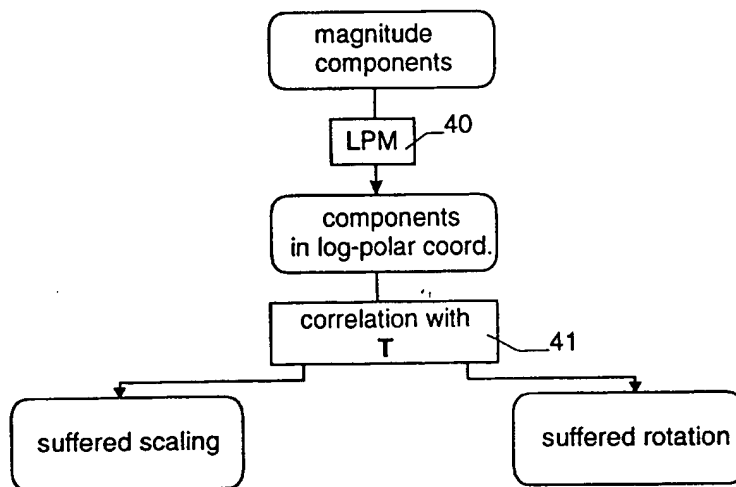 magnitude
components
LPM
40
components
in log-polar coord.
correlation with
T
41
suffered scaling
suffered rotation